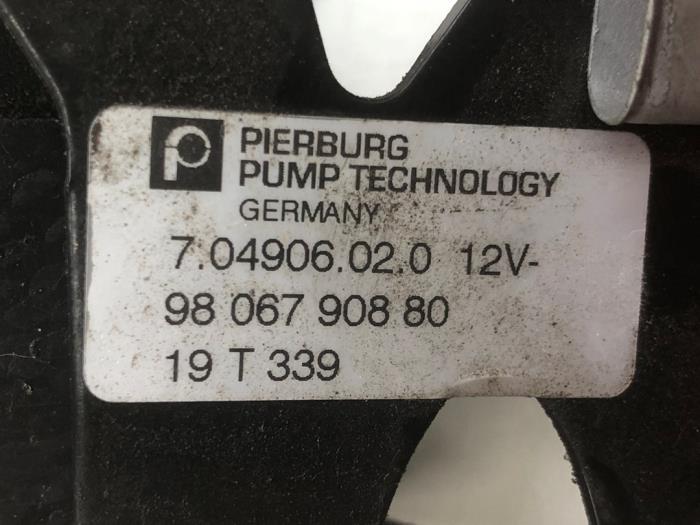 PIERBURG
PUMP TECHNOLOGY
GERMANY
7.04906.02.0 12V-
98 067 908 80
19 T 339